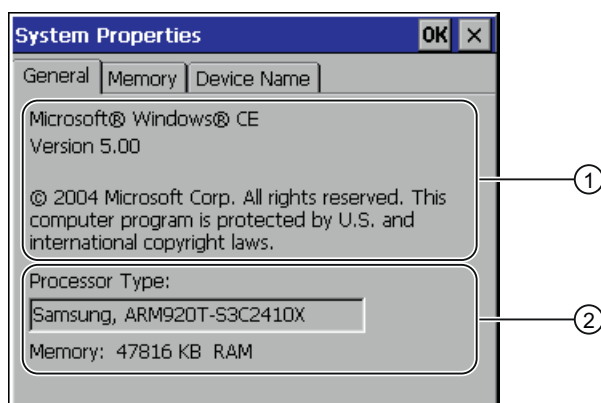 System Properties OK ×
General Memory Device Name
Microsoft® Windows® CE
Version 5.00
© 2004 Microsoft Corp. All rights reserved. This
computer program is protected by U.S. and
international copyright laws.
1
Processor Type:
Samsung, ARM920T-S3C2410X
Memory: 47816 KB RAM
2